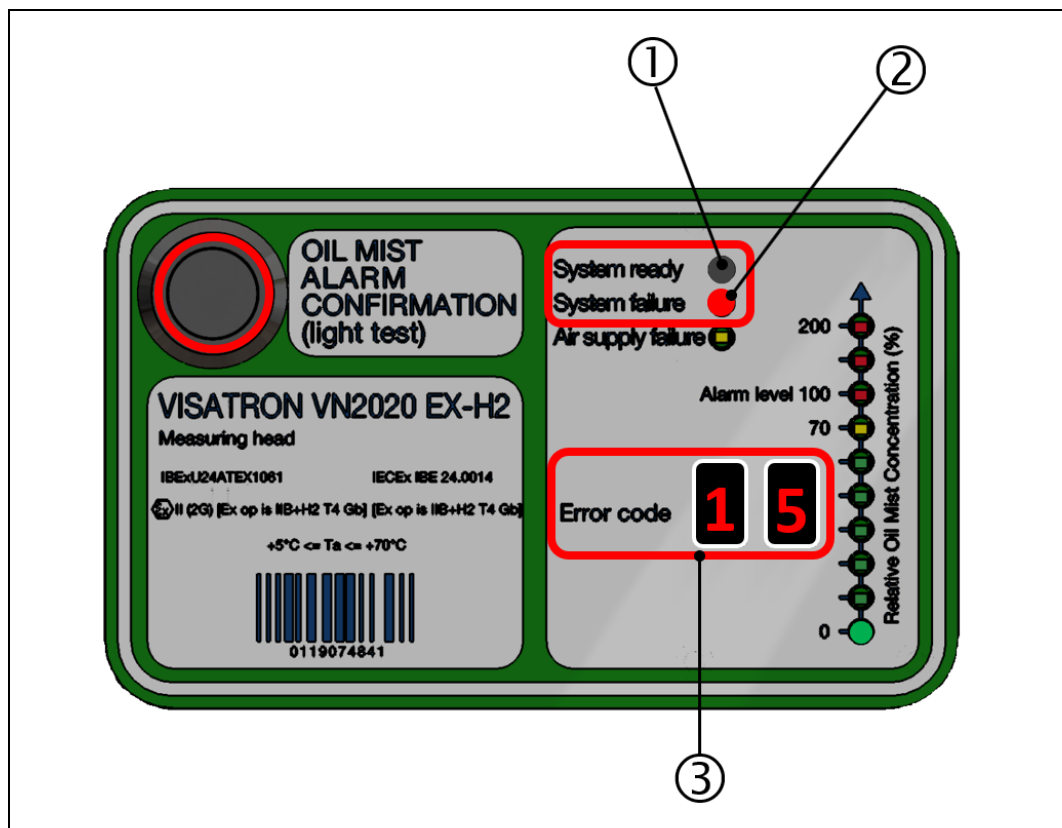 ①
②
OIL MIST
ALARM
CONFIRMATION
(light test)
System ready
System failure
Air supply failure
200
Alarm level 100
70
0
Relative Oil Mist Concentration (%)
VISATRON VN2020 EX-H2
Measuring head
IBExU24ATEX1061 IECEx IBE 24.0014
Ex II (2G) [Ex op is IIB+H2 T4 Gb] [Ex op is IIB+H2 T4 Gb]
+5°C <= Ta <= +70°C
0119074841
Error code 1 5
③